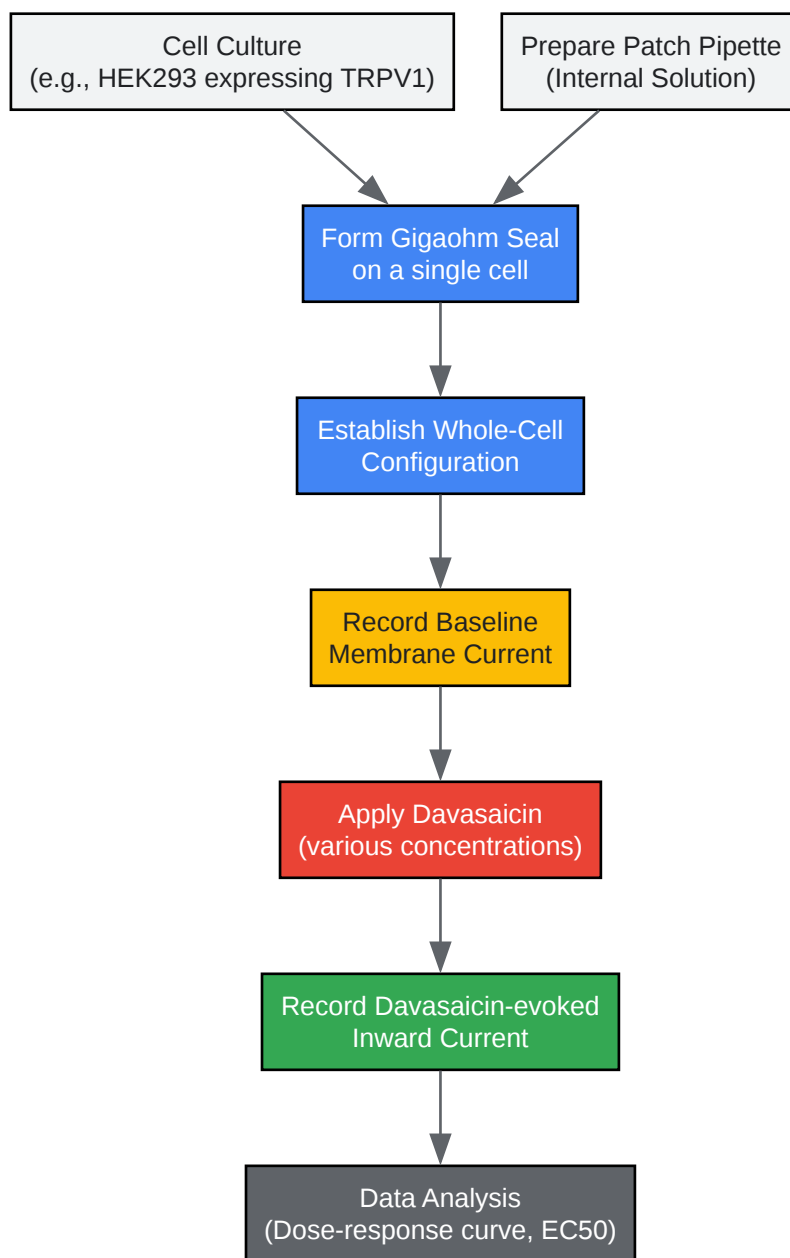 Cell Culture
(e.g., HEK293 expressing TRPV1)
Prepare Patch Pipette
(Internal Solution)
Form Gigaohm Seal
on a single cell
Establish Whole-Cell
Configuration
Record Baseline
Membrane Current
Apply Davasaicin
(various concentrations)
Record Davasaicin-evoked
Inward Current
Data Analysis
(Dose-response curve, EC50)